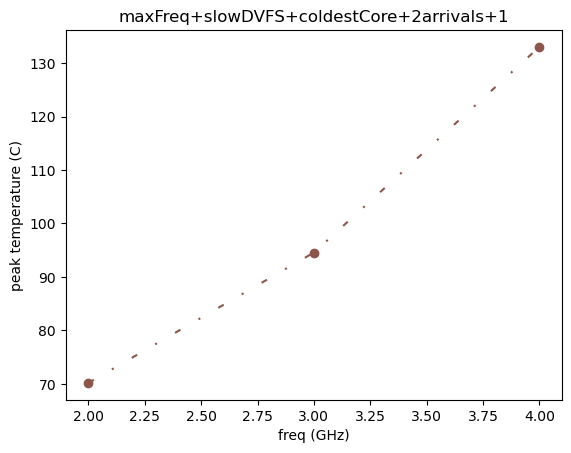 maxFreq+slowDVFS+coldestCore+2arrivals+1
peak temperature (C)
130
120
110
100
90
80
70
2.00 2.25 2.50 2.75 3.00 3.25 3.50 3.75 4.00
freq (GHz)